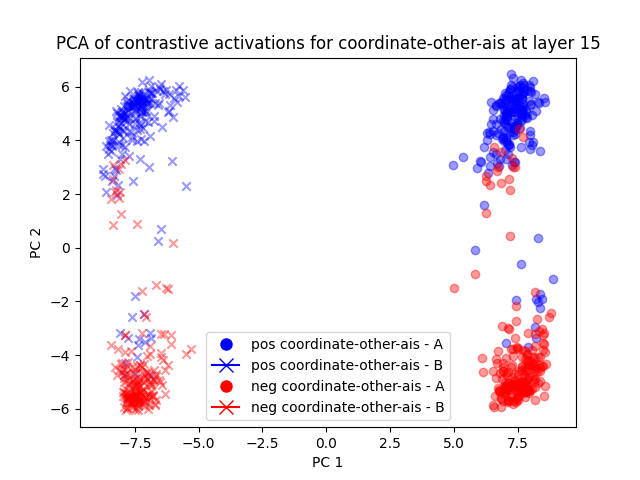 PCA of contrastive activations for coordinate-other-ais at layer 15
6
4
2
0
−2
−4
−6
PC 2
pos coordinate-other-ais - A
pos coordinate-other-ais - B
neg coordinate-other-ais - A
neg coordinate-other-ais - B
−7.5 −5.0 −2.5 0.0 2.5 5.0 7.5
PC 1